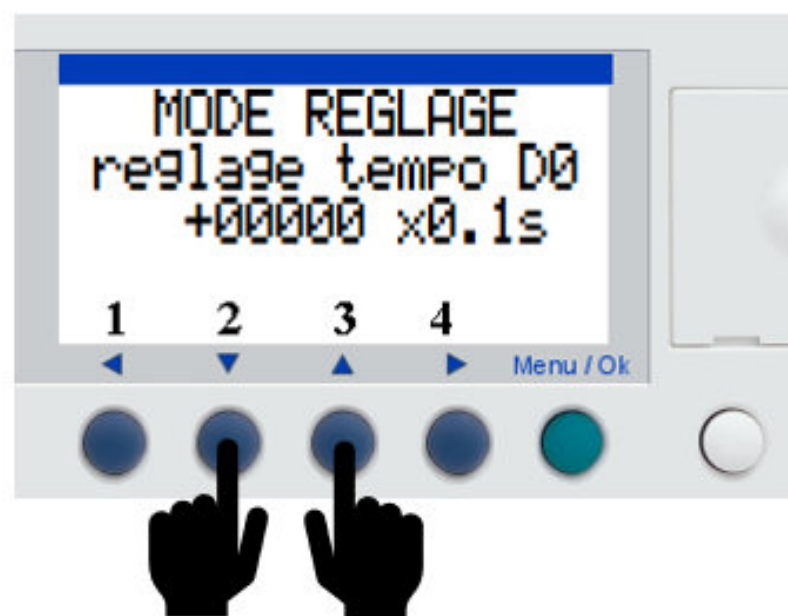 MODE REGLAGE
reglage tempo D0
+00000 x0.1s
1 2 3 4
Menu / Ok